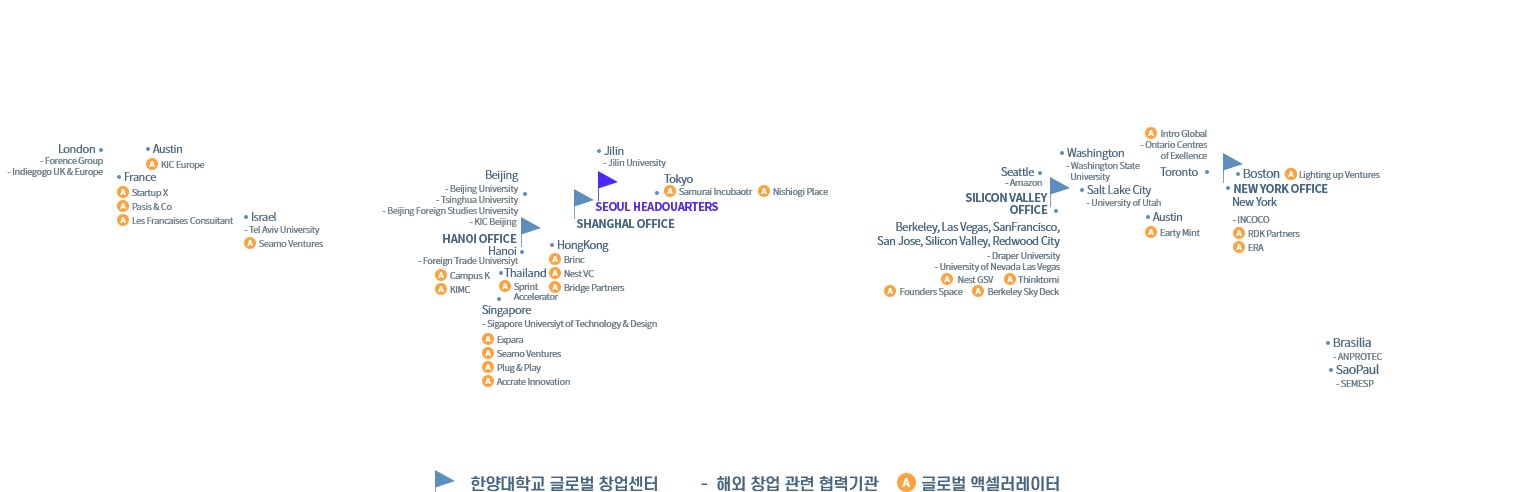 London
- Forence Group
- Indiegogo UK & Europe
Austin
A KIC Europe
France
A Startup X
A Pasis & Co
A Les Francaises Consuitant
Israel
- Tel Aviv University
A Seamo Ventures
Jilin
- Jilin University
Tokyo
A Samurai Incubaotr A Nishiogi Place
SEOUL HEADOUARTERS
SHANGHAL OFFICE
Beijing
- Beijing University
- Tsinghua University
- Beijing Foreign Studies University
- KIC Beijing
HANOI OFFICE
Hanoi
- Foreign Trade Universiyt
A Campus K
A KIMC
Thailand
A Sprint
Accelerator
HongKong
A Brinc
A Nest VC
A Bridge Partners
Singapore
- Sigapore Universiyt of Technology & Design
A Expara
A Seamo Ventures
A Plug & Play
A Accrate Innovation
Seattle
- Amazon
SILICON VALLEY
OFFICE
Berkeley, Las Vegas, SanFrancisco,
San Jose, Silicon Valley, Redwood City
- Draper University
- University of Nevada Las Vegas
A Nest GSV A Thinktomi
A Founders Space A Berkeley Sky Deck
Washington
- Washington State
University
Salt Lake City
- University of Utah
A Intro Global
- Ontario Centres
of Exellence
Toronto
Austin
A Earty Mint
Boston A Lighting up Ventures
NEW YORK OFFICE
New York
- INCOCO
A RDK Partners
A ERA
Brasilia
- ANPROTEC
SaoPaul
- SEMESP
한양대학교 글로벌 창업센터
- 해외 창업 관련 협력기관
A 글로벌 액셀러레이터